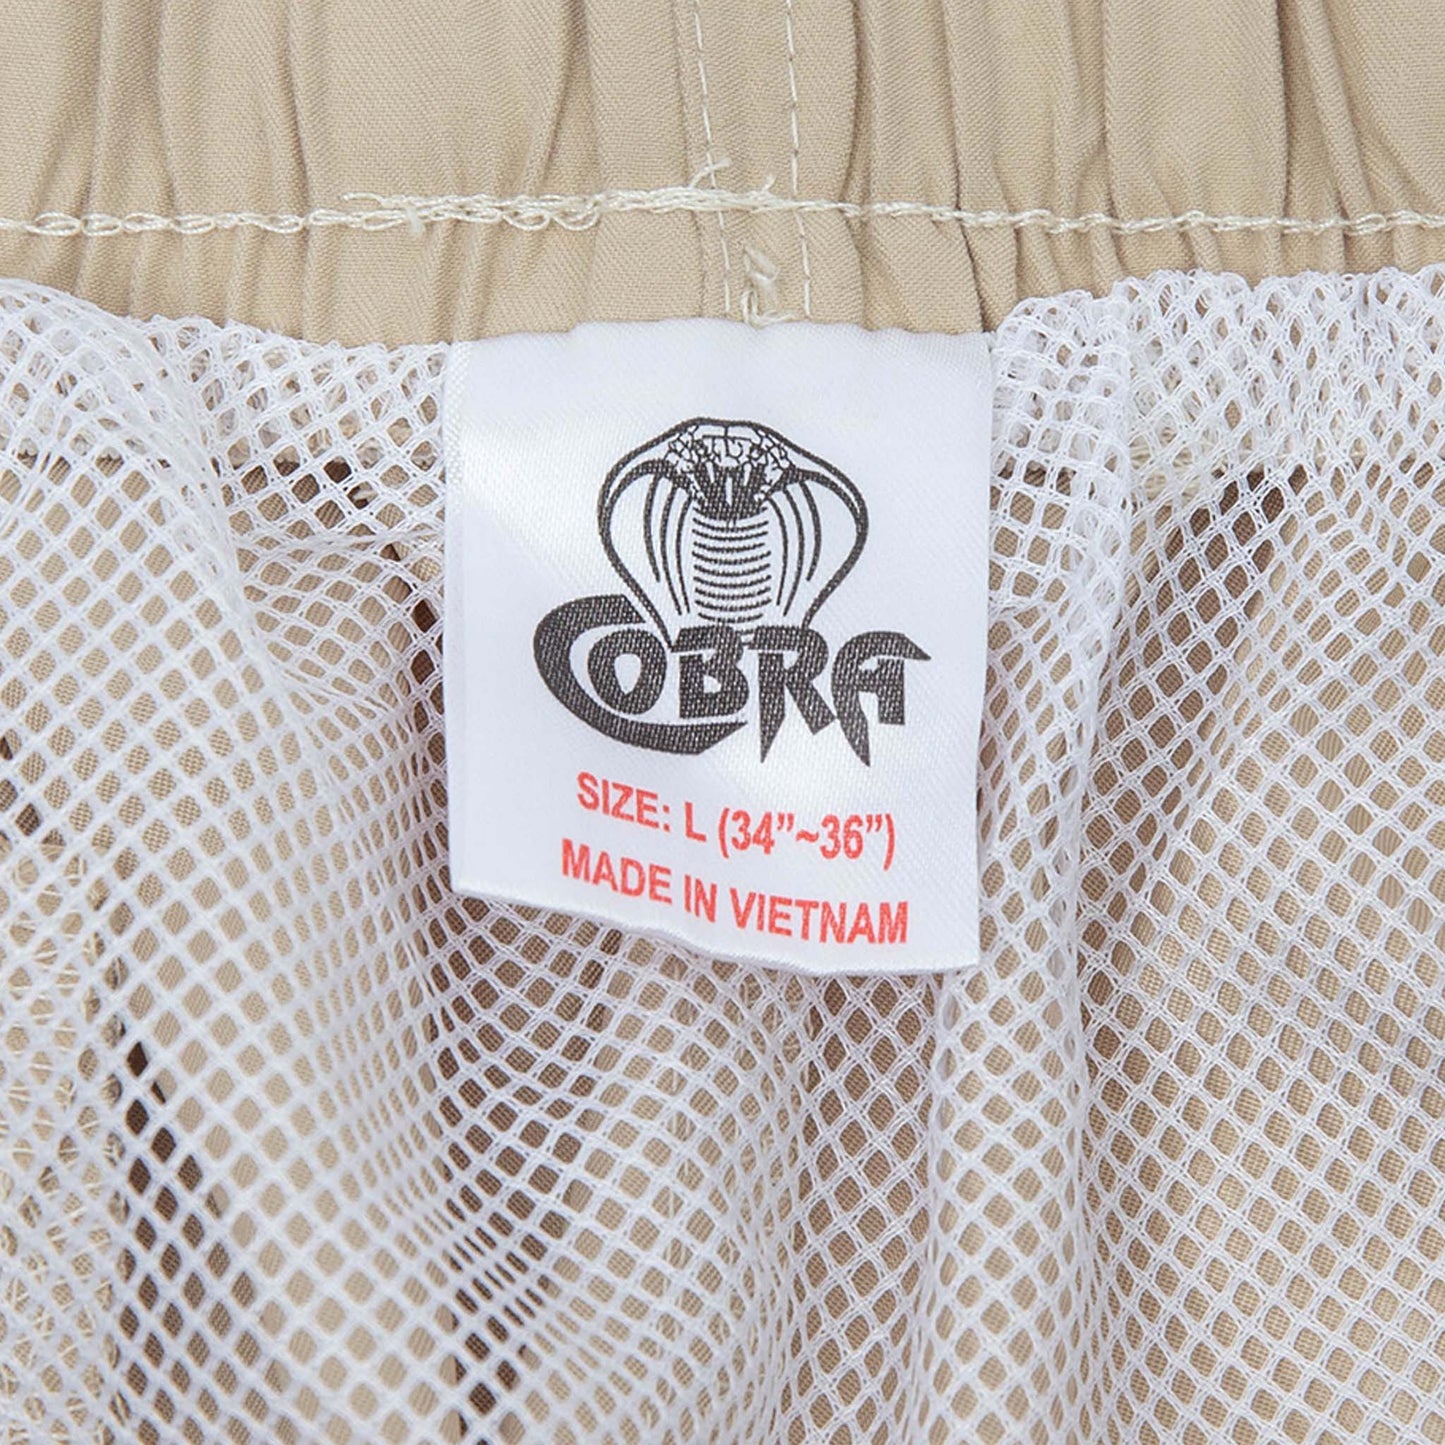 COBRA
SIZE: L (34”~36”)
MADE IN VIETNAM